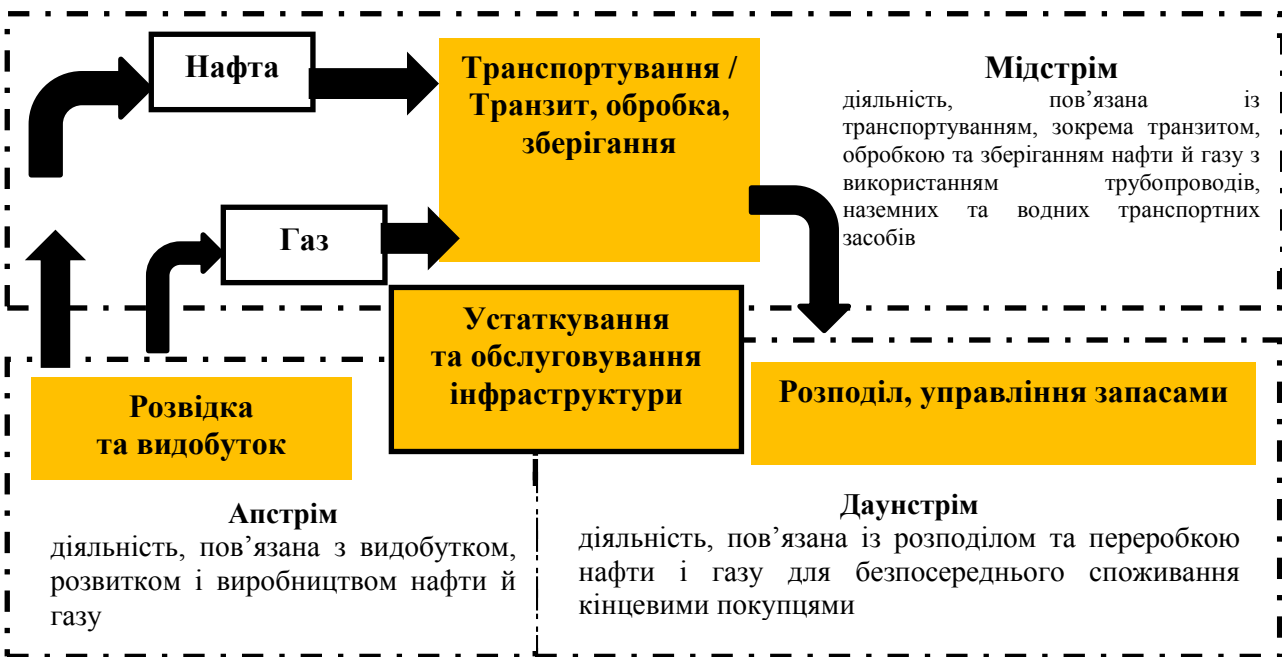 Нафта
Транспортування /
Транзит, обробка,
зберігання
Мідстрім
діяльність, пов’язана із
транспортуванням, зокрема транзитом,
обробкою та зберіганням нафти й газу з
використанням трубопроводів,
наземних та водних транспортних
засобів
Газ
Устаткування
та обслуговування
інфраструктури
Розвідка
та видобуток
Розподіл, управління запасами
Апстрім
діяльність, пов’язана з видобутком,
розвитком і виробництвом нафти й
газу
Даунстрім
діяльність, пов’язана із розподілом та переробкою
нафти і газу для безпосереднього споживання
кінцевими покупцями